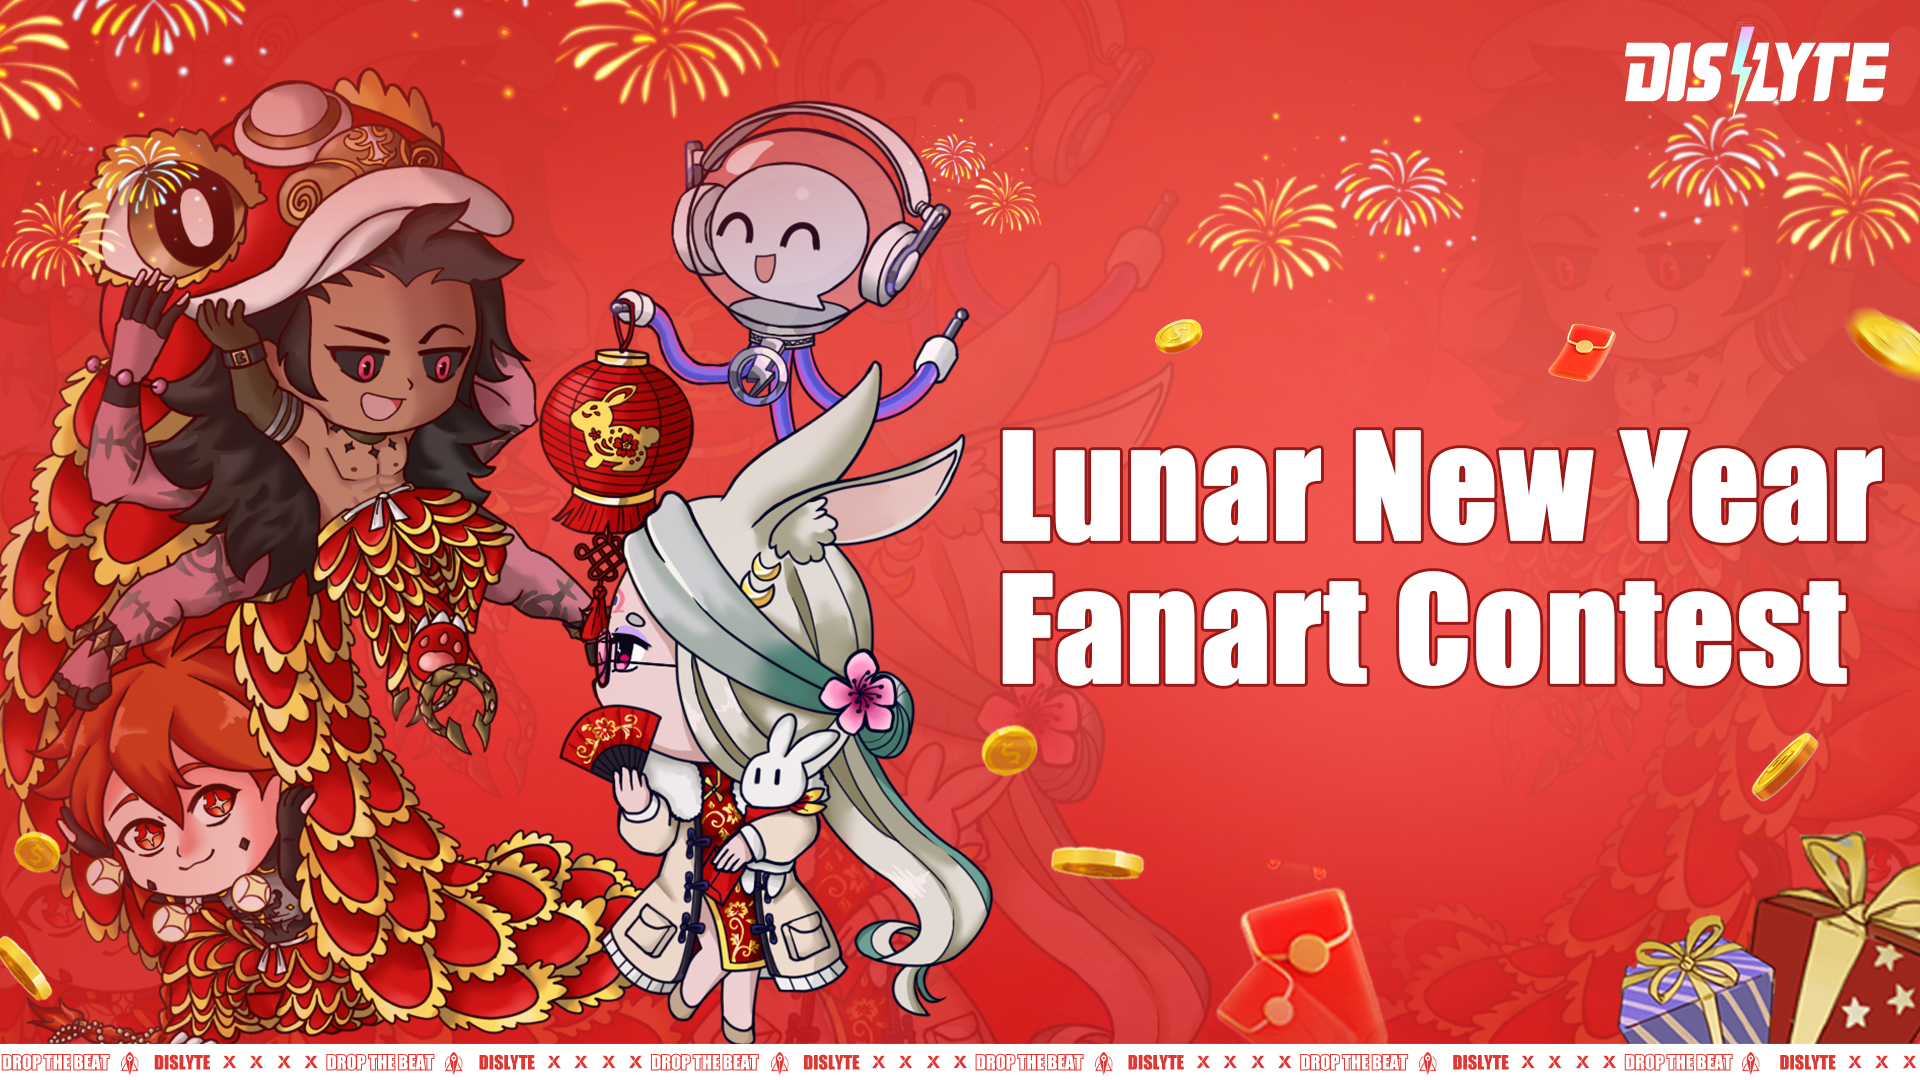 DISLYTE
Lunar New Year
Fanart Contest
DROP THE BEAT DISLYTE X X X X DROP THE BEAT DISLYTE X X X X DROP THE BEAT DISLYTE X X X X DROP THE BEAT DISLYTE X X X X DROP THE BEAT DISLYTE X X X X DROP THE BEAT DISLYTE X X X